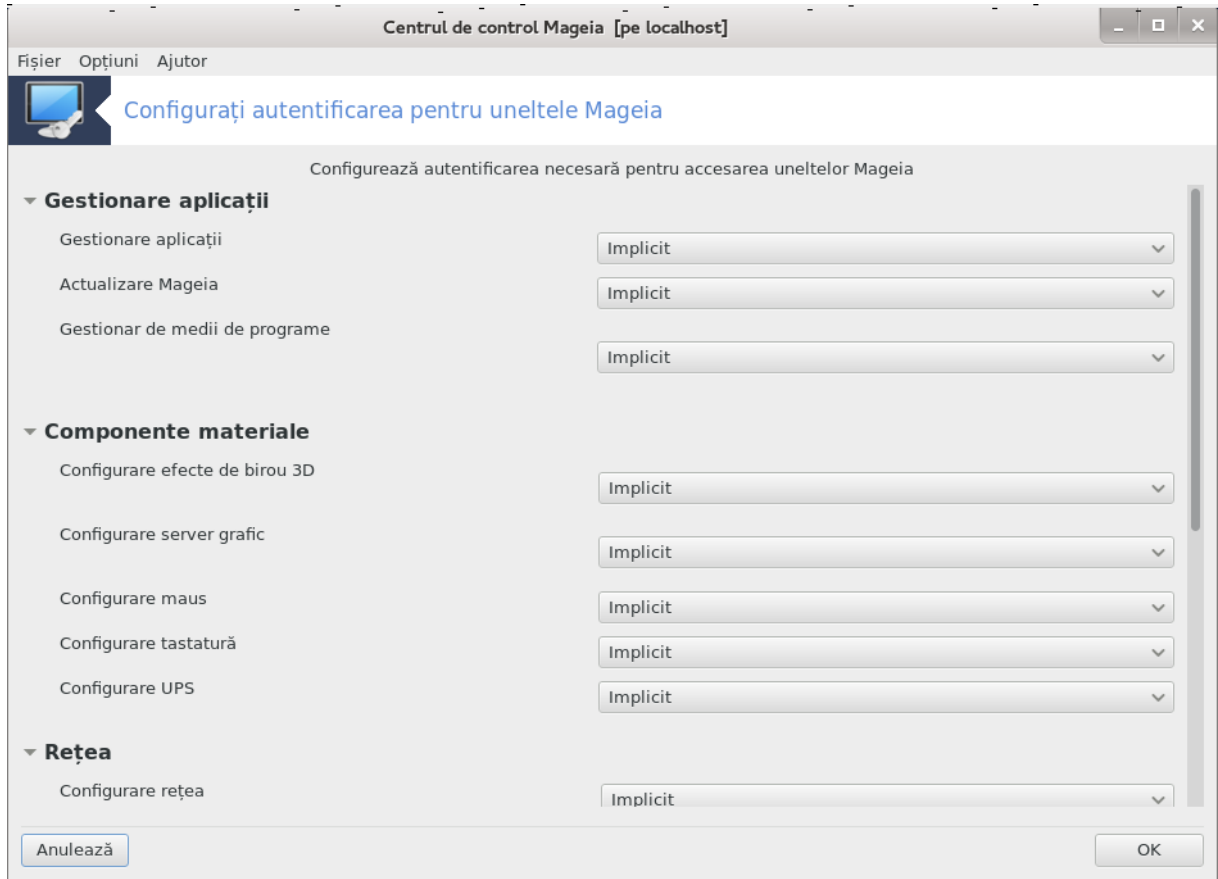 Centrul de control Mageia [pe localhost]
Fișier Opțiuni Ajutor
Configurați autentificarea pentru uneltele Mageia
Configurează autentificarea necesară pentru accesarea uneltelor Mageia
Gestionare aplicații
Gestionare aplicații Implicit
Actualizare Mageia Implicit
Gestionar de medii de programe Implicit
Componente materiale
Configurare efecte de birou 3D Implicit
Configurare server grafic Implicit
Configurare maus Implicit
Configurare tastatură Implicit
Configurare UPS Implicit
Rețea
Configurare rețea Implicit
Anulează OK